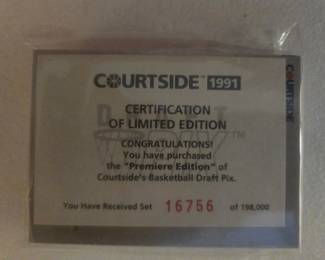 COURTSIDE™ 1991
CERTIFICATION
OF LIMITED EDITION
CONGRATULATIONS!
You have purchased
the "Premiere Edition" of
Courtside's Basketball Draft Pix.
You Have Received Set 16756 of 198,000
COURTSIDE